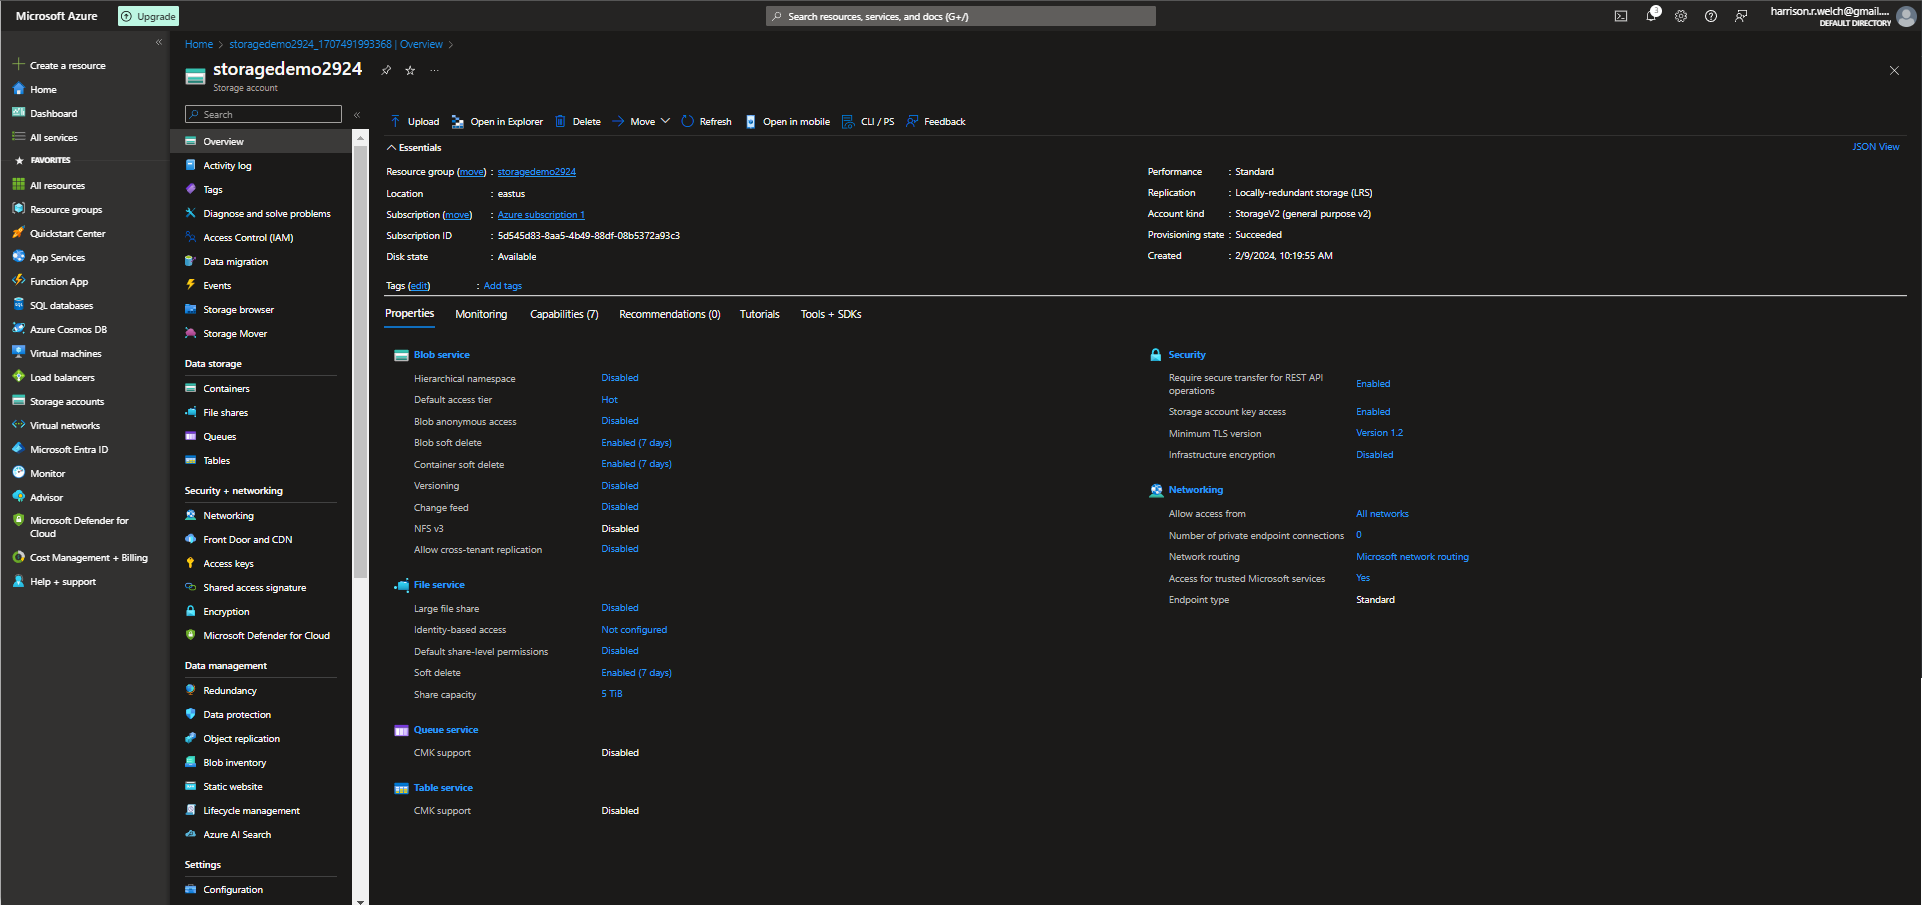 Microsoft Azure
Upgrade
Search resources, services, and docs (G+/)
3
harrison.r.welch@gmail....
DEFAULT DIRECTORY
Create a resource
Home
Dashboard
All services
FAVORITES
All resources
Resource groups
Quickstart Center
App Services
Function App
SQL databases
Azure Cosmos DB
Virtual machines
Load balancers
Storage accounts
Virtual networks
Microsoft Entra ID
Monitor
Advisor
Microsoft Defender for
Cloud
Cost Management + Billing
Help + support
Home > storagedemo2924_1707491993368 | Overview >
storagedemo2924
Storage account
Search
Overview
Activity log
Tags
Diagnose and solve problems
Access Control (IAM)
Data migration
Events
Storage browser
Storage Mover
Data storage
Containers
File shares
Queues
Tables
Security + networking
Networking
Front Door and CDN
Access keys
Shared access signature
Encryption
Microsoft Defender for Cloud
Data management
Redundancy
Data protection
Object replication
Blob inventory
Static website
Lifecycle management
Azure AI Search
Settings
Configuration
Upload Open in Explorer Delete Move Refresh Open in mobile CLI / PS Feedback
Essentials
JSON View
Resource group (move) : storagedemo2924
Location : eastus
Subscription (move) : Azure subscription 1
Subscription ID : 5d545d83-8aa5-4b49-88df-08b5372a93c3
Disk state : Available
Performance : Standard
Replication : Locally-redundant storage (LRS)
Account kind : StorageV2 (general purpose v2)
Provisioning state : Succeeded
Created : 2/9/2024, 10:19:55 AM
Tags (edit) : Add tags
Properties Monitoring Capabilities (7) Recommendations (0) Tutorials Tools + SDKs
Blob service
Hierarchical namespace Disabled
Default access tier Hot
Blob anonymous access Disabled
Blob soft delete Enabled (7 days)
Container soft delete Enabled (7 days)
Versioning Disabled
Change feed Disabled
NFS v3 Disabled
Allow cross-tenant replication Disabled
File service
Large file share Disabled
Identity-based access Not configured
Default share-level permissions Disabled
Soft delete Enabled (7 days)
Share capacity 5 TiB
Queue service
CMK support Disabled
Table service
CMK support Disabled
Security
Require secure transfer for REST API
operations Enabled
Storage account key access Enabled
Minimum TLS version Version 1.2
Infrastructure encryption Disabled
Networking
Allow access from All networks
Number of private endpoint connections 0
Network routing Microsoft network routing
Access for trusted Microsoft services Yes
Endpoint type Standard